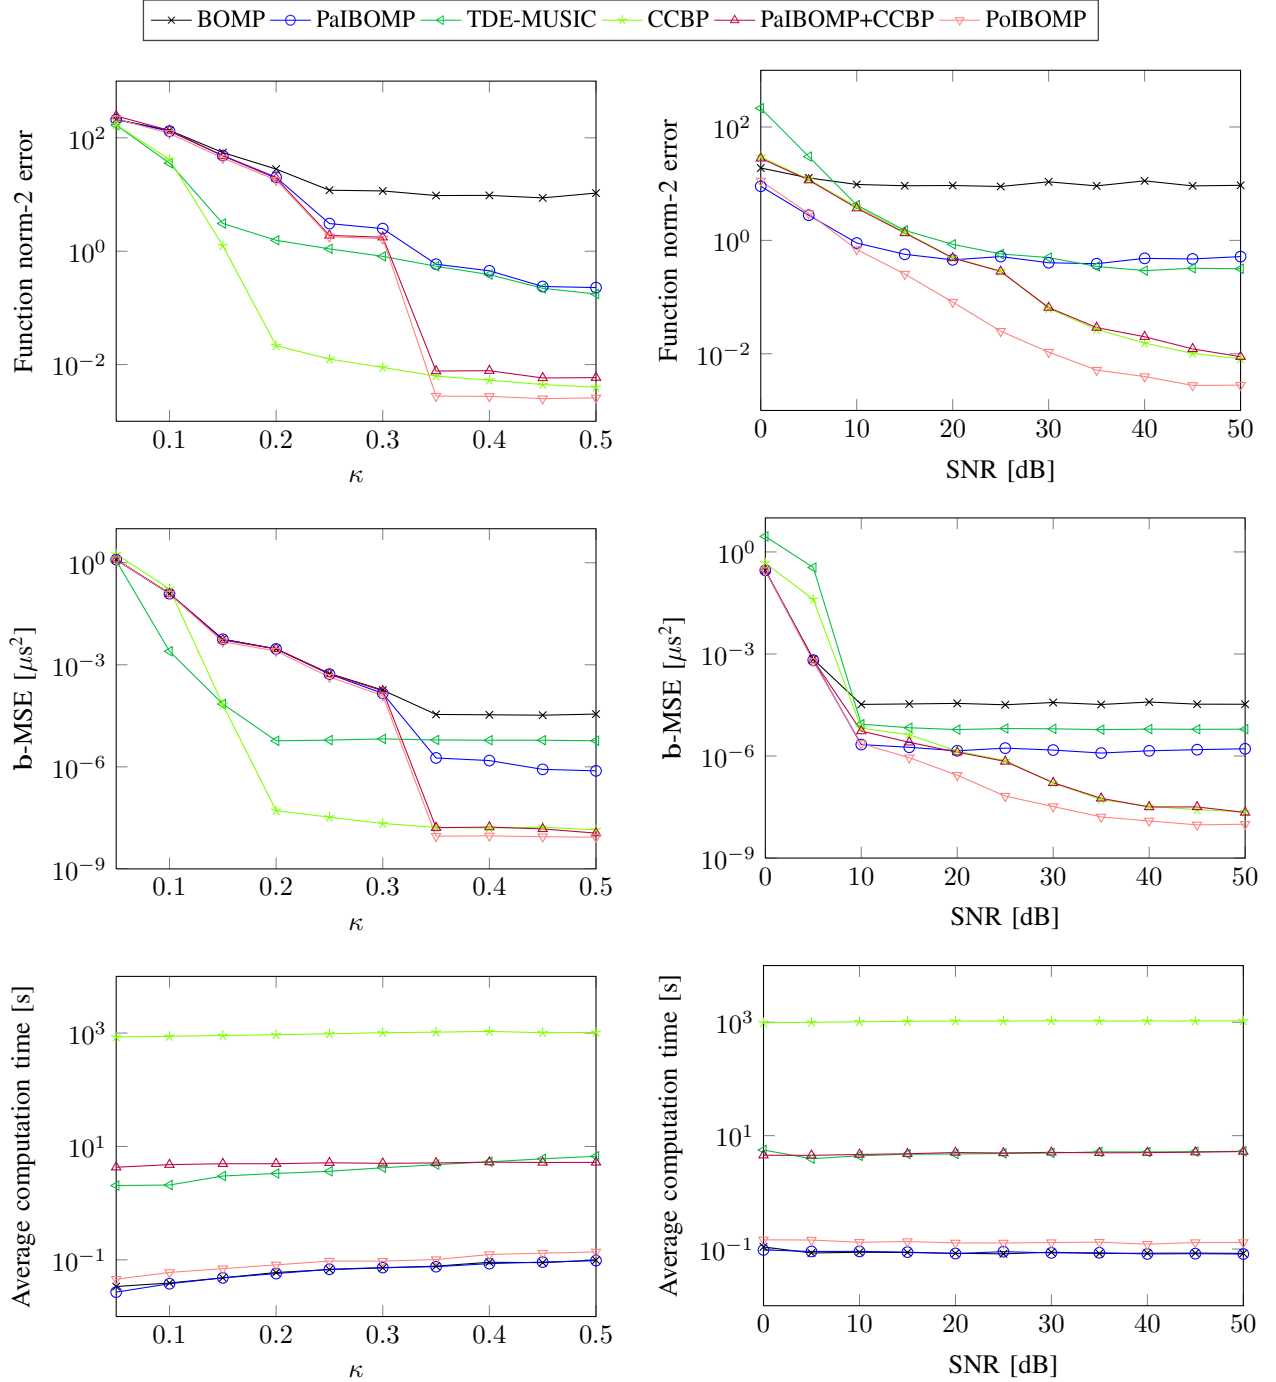 BOMP PaIBOMP TDE-MUSIC CCBP PaIBOMP+CCBP PoIBOMP
Function norm-2 error
10^2
10^0
10^-2
0.1 0.2 0.3 0.4 0.5
κ
Function norm-2 error
10^2
10^0
10^-2
0 10 20 30 40 50
SNR [dB]
b-MSE [μs^2]
10^0
10^-3
10^-6
10^-9
0.1 0.2 0.3 0.4 0.5
κ
b-MSE [μs^2]
10^0
10^-3
10^-6
10^-9
0 10 20 30 40 50
SNR [dB]
Average computation time [s]
10^3
10^1
10^-1
0.1 0.2 0.3 0.4 0.5
κ
Average computation time [s]
10^3
10^1
10^-1
0 10 20 30 40 50
SNR [dB]